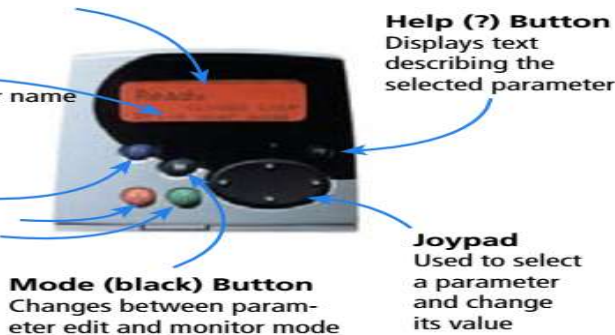 Help (?) Button
Displays text
describing the
selected parameter
r name
Ready
Joypad
Used to select
a parameter
and change
its value
Mode (black) Button
Changes between param-
eter edit and monitor mode